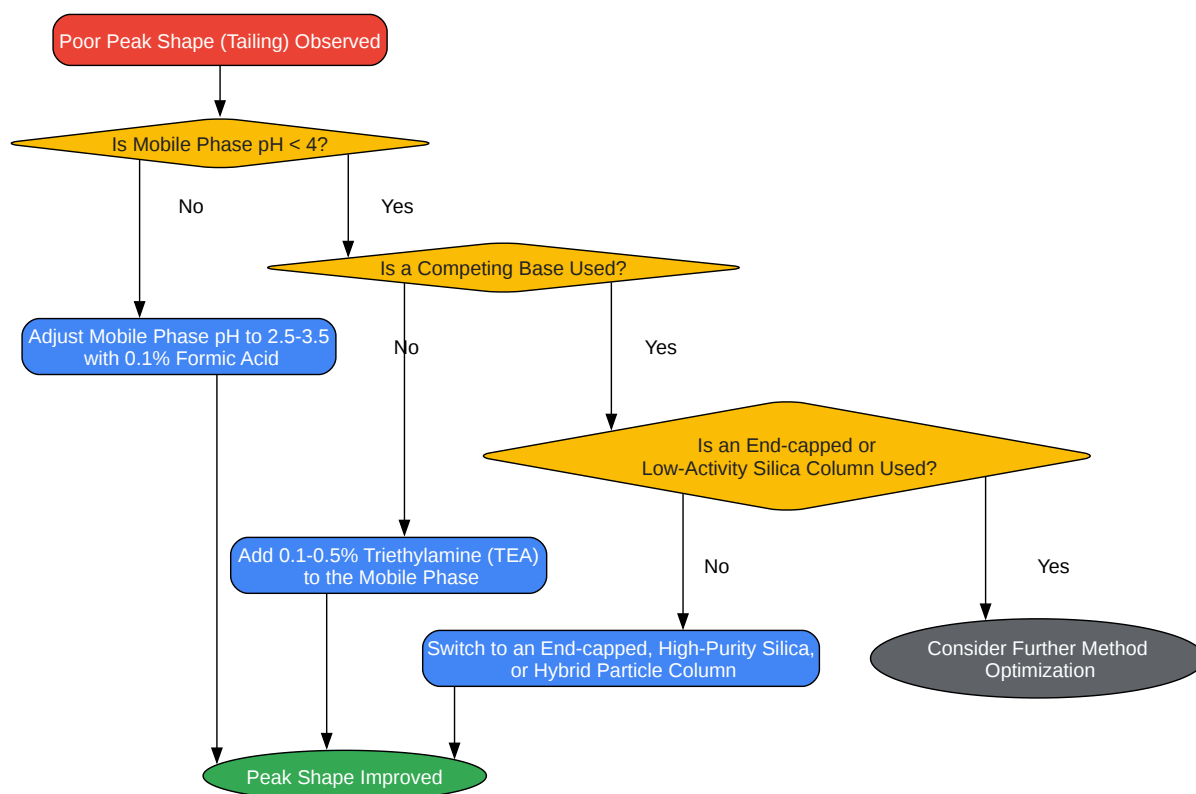 Poor Peak Shape (Tailing) Observed
Is Mobile Phase pH < 4?
No
Yes
Is a Competing Base Used?
Adjust Mobile Phase pH to 2.5-3.5
with 0.1% Formic Acid
No
Yes
Is an End-capped or
Low-Activity Silica Column Used?
Add 0.1-0.5% Triethylamine (TEA)
to the Mobile Phase
No
Yes
Switch to an End-capped, High-Purity Silica,
or Hybrid Particle Column
Consider Further Method
Optimization
Peak Shape Improved